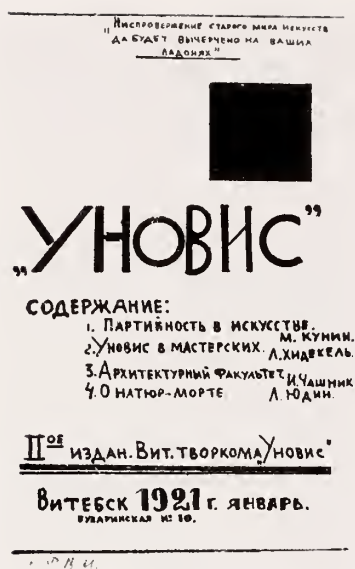 „Ниспровержение старого мира искусств
да будет вычерчено на ваших
ладонях"
„УНОВИС"
СОДЕРЖАНИЕ:
1. Партийность в искусстве. М. Кунин.
2. Уновис в мастерских. Л. Хидекель.
3. Архитектурный факультет И. Чашник
4. О натюр-морте Л. Юдин.
IIое издан. Вит. творкома „Уновис"
Витебск 1921 г. январь.
Бухаринская № 10.